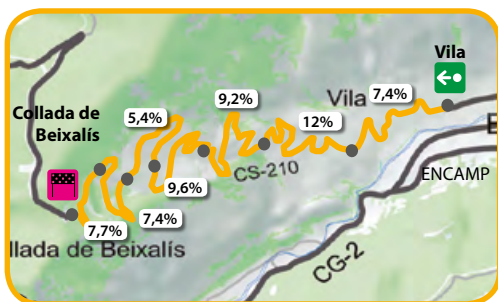 Vila
7,4%
Vila
9,2%
5,4%
Collada de
Beixalís
12%
CS-210
9,6%
ENCAMP
7,4%
7,7%
llada de Beixalís
CG-2
E